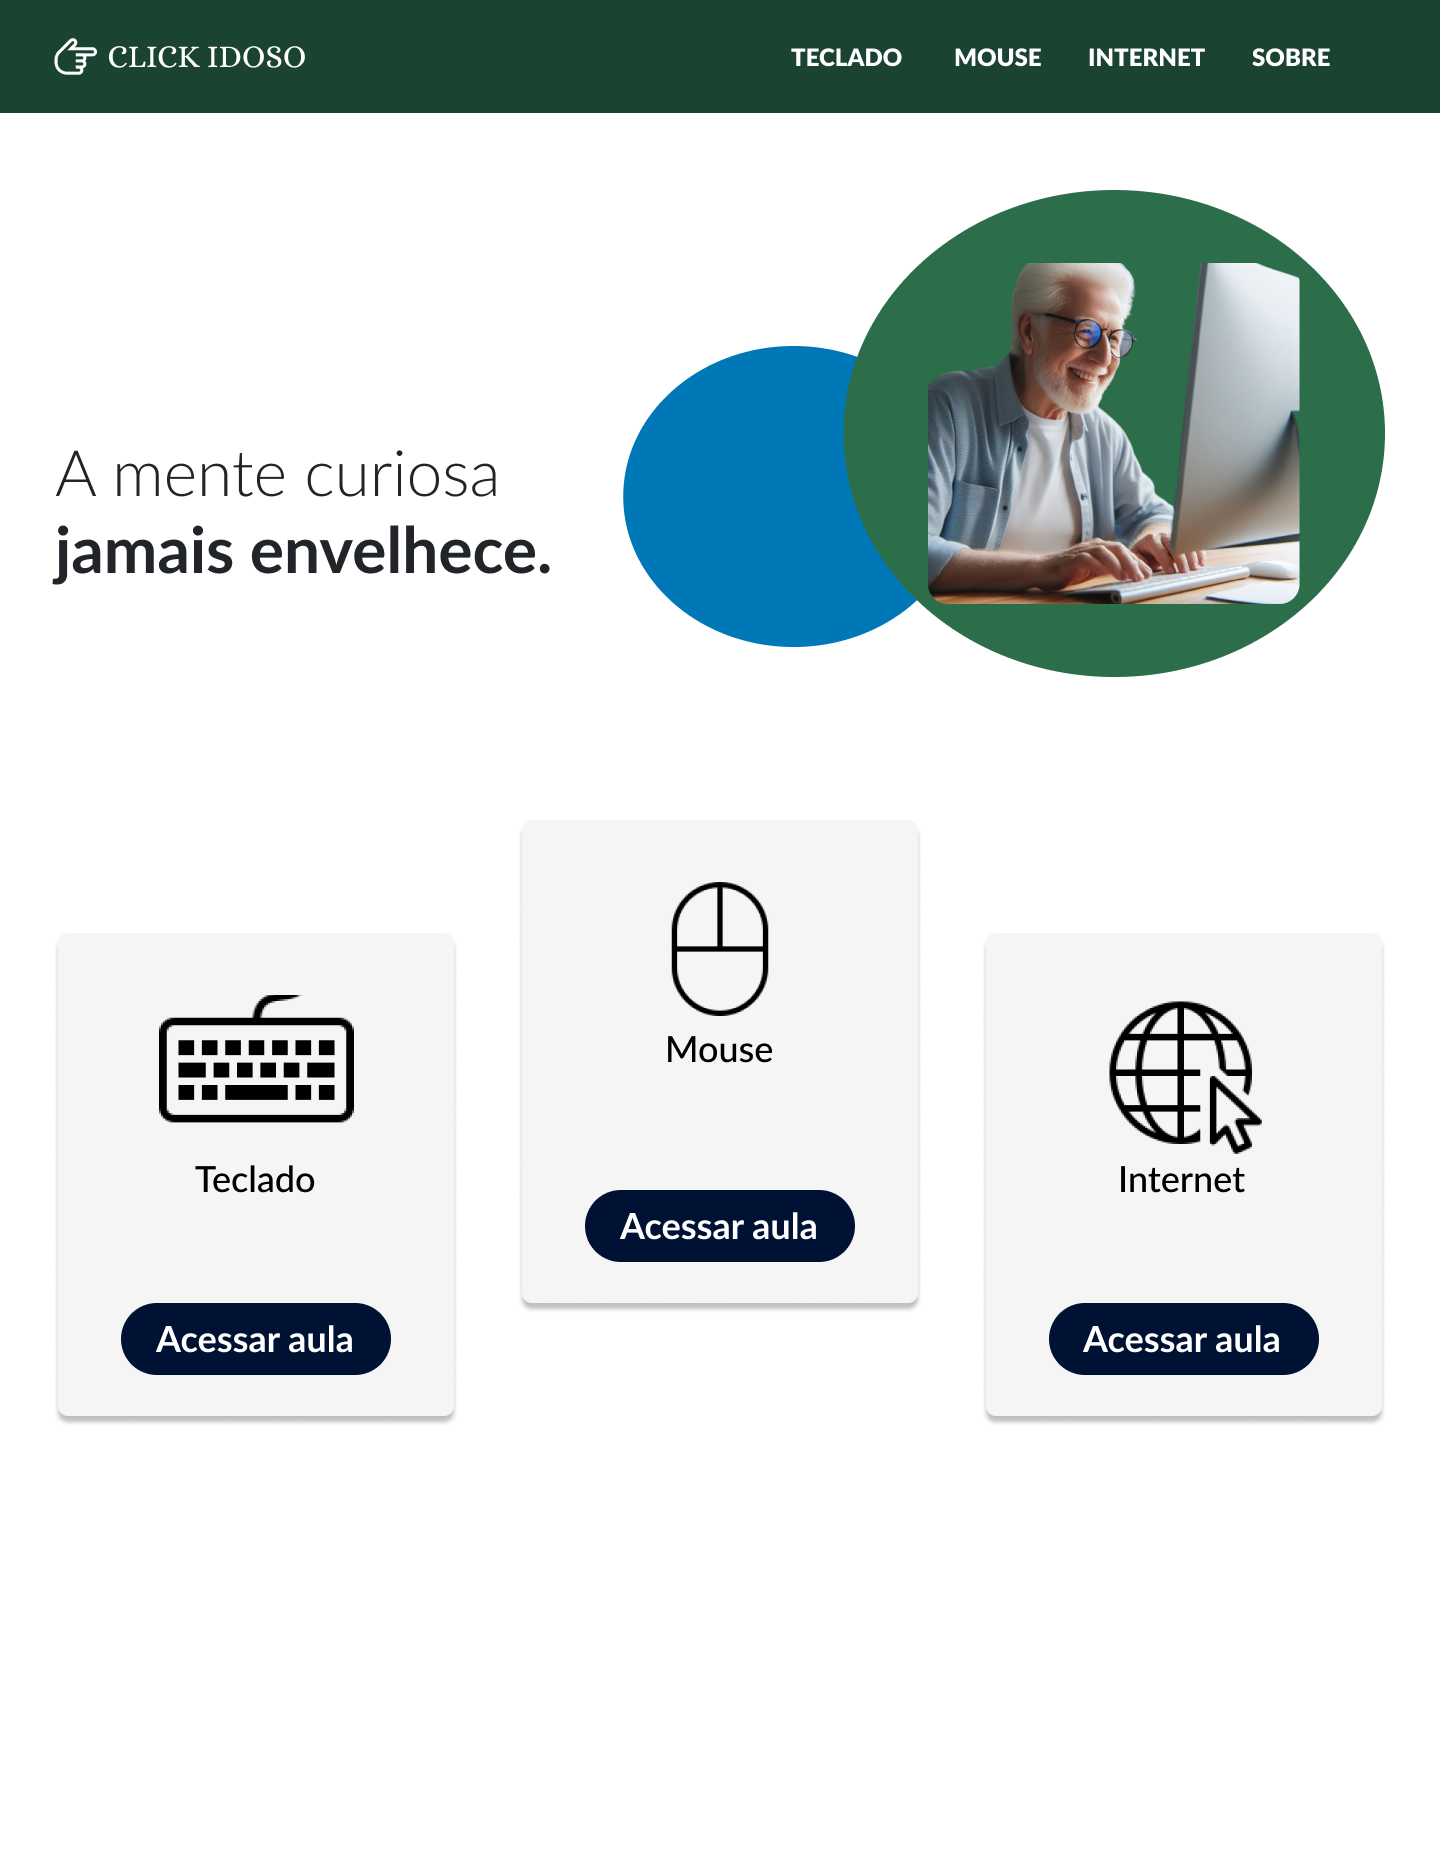 CLICK IDOSO
TECLADO MOUSE INTERNET SOBRE
A mente curiosa
jamais envelhece.
Teclado
Acessar aula
Mouse
Acessar aula
Internet
Acessar aula